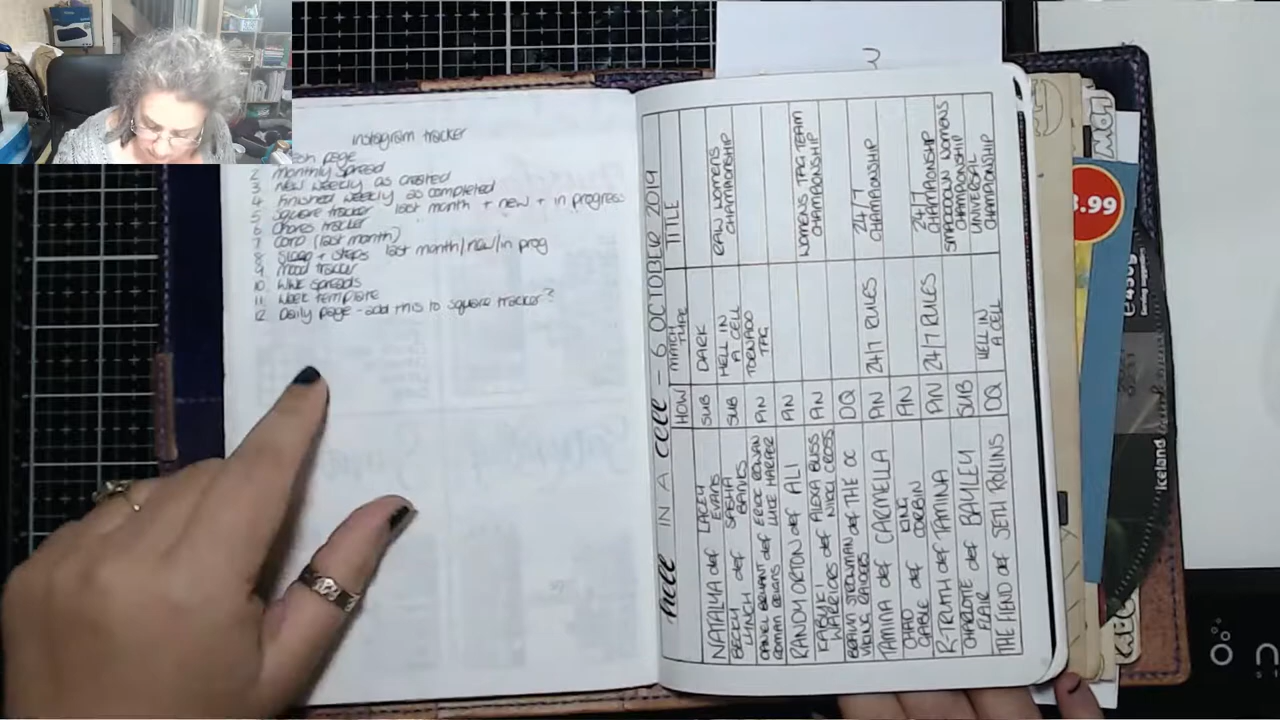 Instagram tracker
page
2 monthly spread
3 new weekly as created
4 finished weekly as completed
5 square tracker last month + new + in progress
6 chores tracker
7 (last month)
8 Sleep + steps last month/new/in prog
9 mood tracker
10 WWE spreads
11 week template
12 Daily page - add this to square tracker?
Hell IN A Cell - 6 OCTOBER 2019
HOW MATCH TYPE TITLE
NATALYA def LACEY EVANS SUB DARK
BECKY LYNCH def SASHA BANKS SUB HELL IN A CELL RAW WOMENS CHAMPIONSHIP
DANIEL BRYANT ROMAN REIGNS def ERICK ROWAN LUKE HARPER PIN TORNADO TAG
RANDY ORTON def ALI PIN
KABUKI WARRIORS def ALEXA BLISS NIKKI CROSS PIN WOMENS TAG TEAM CHAMPIONSHIP
BRAUN STROWMAN VIKING RAIDERS def THE OC DQ
TAMINA def CARMELLA PIN 24/7 RULES 24/7 CHAMPIONSHIP
CHAD GABLE def KING CORBIN PIN
R-TRUTH def TAMINA PIN 24/7 RULES 24/7 CHAMPIONSHIP
CHARLOTTE FLAIR def BAYLEY SUB SMACKDOWN WOMENS CHAMPIONSHIP
THE FIEND def SETH ROLLINS DQ HELL IN A CELL UNIVERSAL CHAMPIONSHIP
3.99
e450g
Iceland